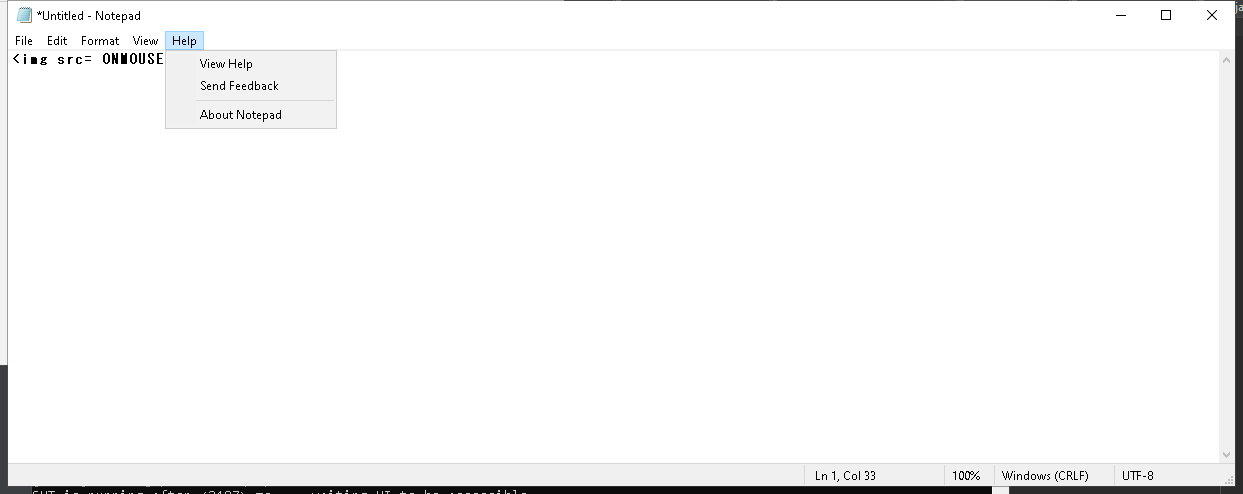 *Untitled - Notepad
File Edit Format View Help
<img src= ONMOUSE
View Help
Send Feedback
About Notepad
Ln 1, Col 33 100% Windows (CRLF) UTF-8